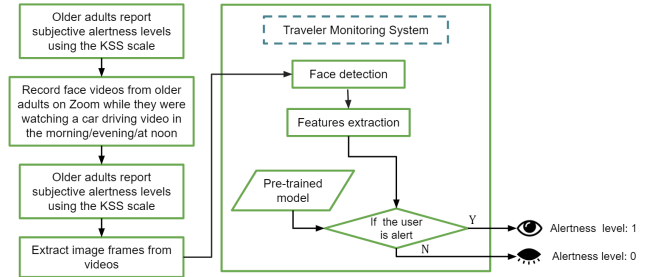 Older adults report
subjective alertness levels
using the KSS scale
Record face videos from older
adults on Zoom while they were
watching a car driving video in
the morning/evening/at noon
Older adults report
subjective alertness levels
using the KSS scale
Extract image frames from
videos
Traveler Monitoring System
Face detection
Features extraction
Pre-trained
model
If the user
is alert
Y
N
Alertness level: 1
Alertness level: 0